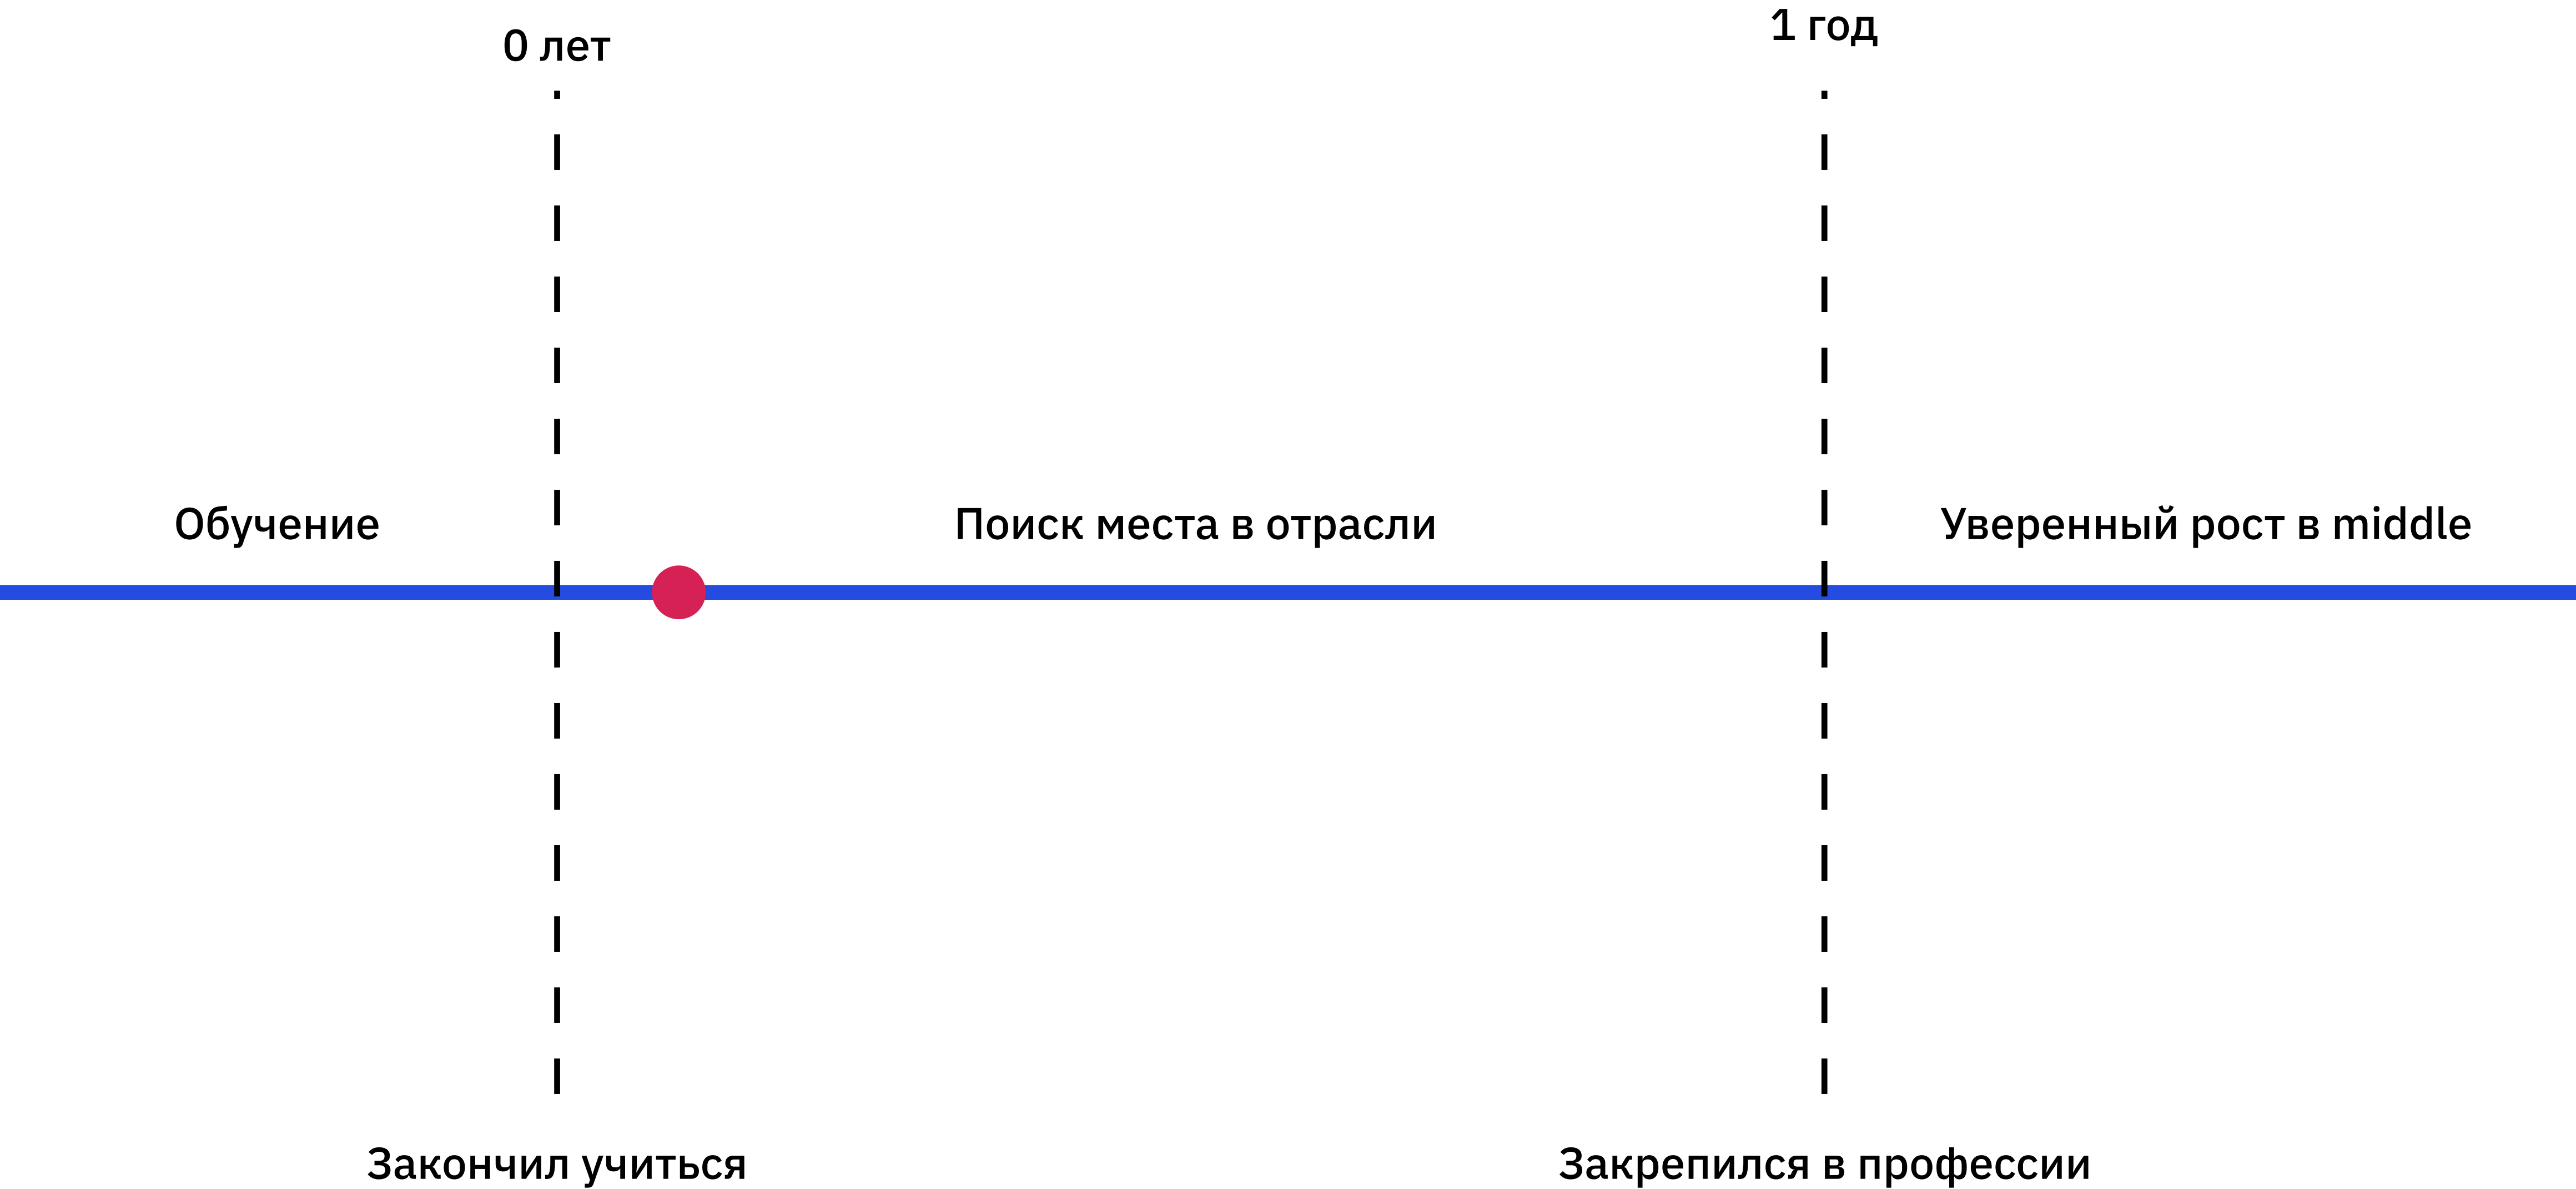 0 лет
1 год
Обучение
Поиск места в отрасли
Уверенный рост в middle
Закончил учиться
Закрепился в профессии